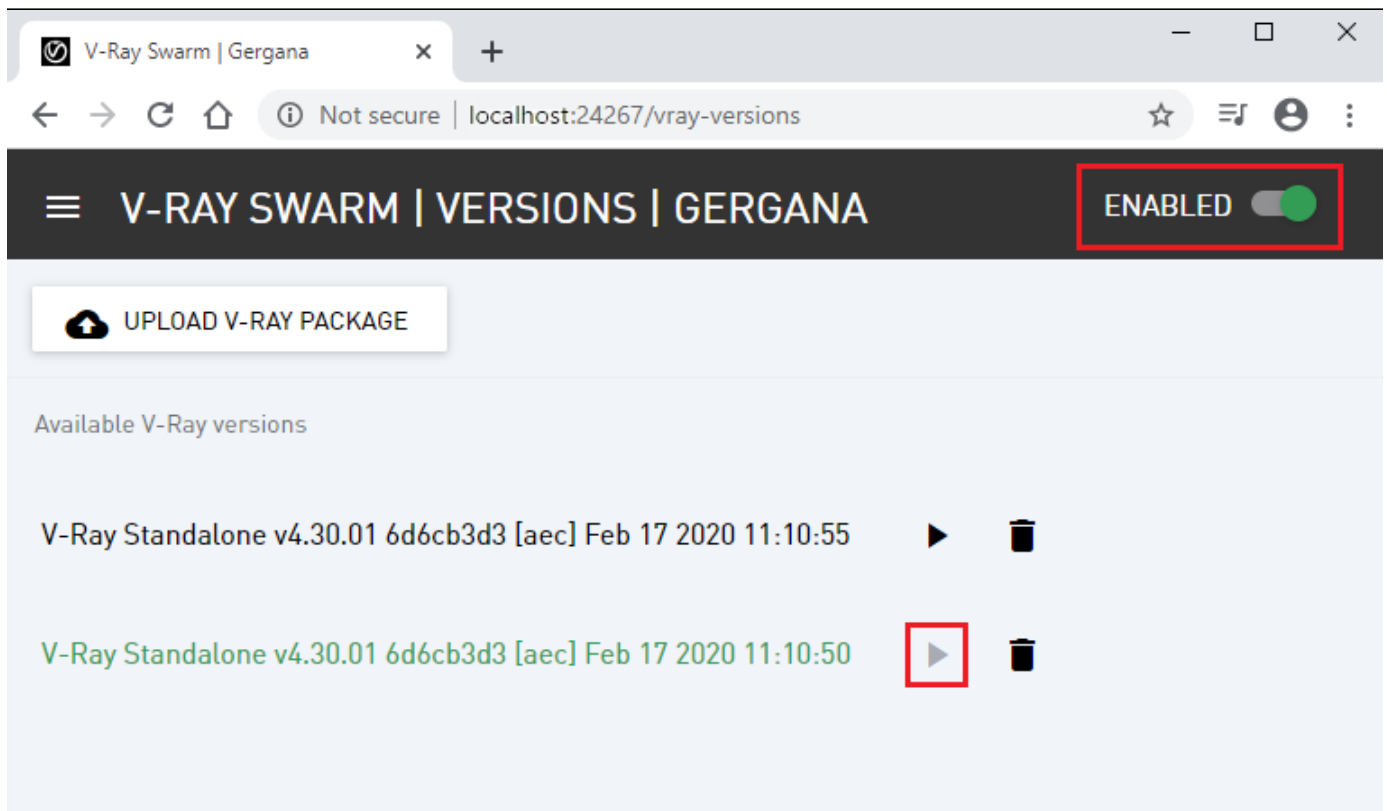 V-Ray Swarm | Gergana
Not secure | localhost:24267/vray-versions
V-RAY SWARM | VERSIONS | GERGANA ENABLED
UPLOAD V-RAY PACKAGE
Available V-Ray versions
V-Ray Standalone v4.30.01 6d6cb3d3 [aec] Feb 17 2020 11:10:55
V-Ray Standalone v4.30.01 6d6cb3d3 [aec] Feb 17 2020 11:10:50